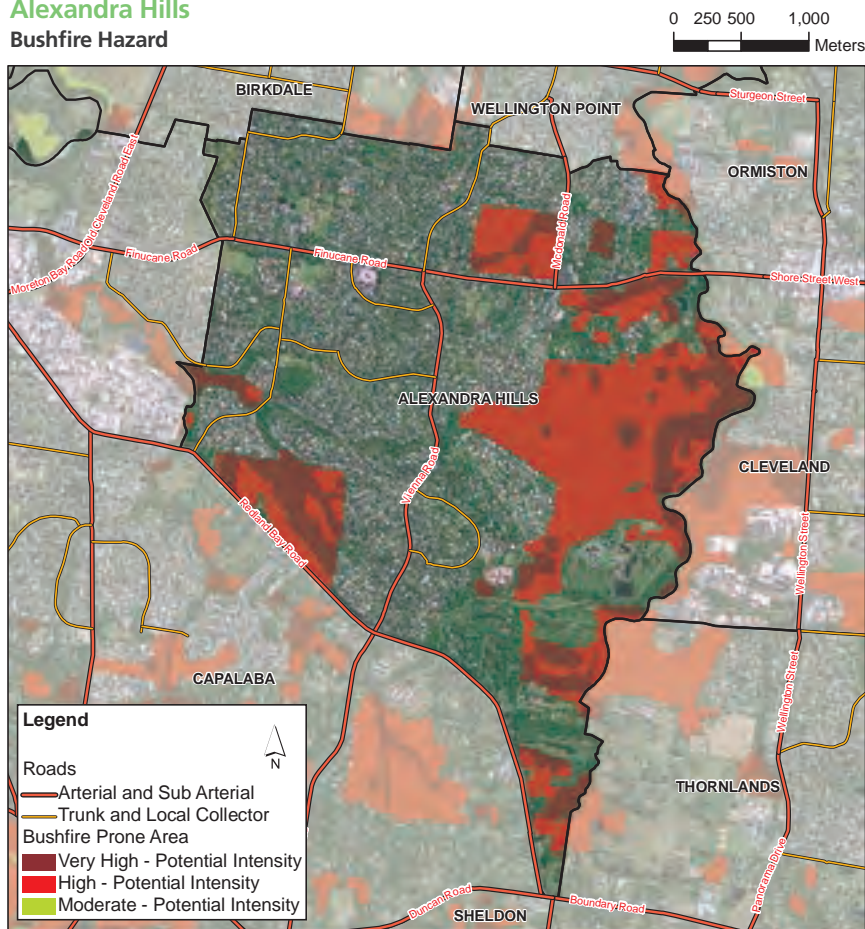 Alexandra Hills
Bushfire Hazard
0 250 500 1,000
Meters
BIRKDALE
WELLINGTON POINT
Sturgeon Street
ORMISTON
Moreton Bay Road
Old Cleveland Road East
Finucane Road
Finucane Road
Mcdonald Road
Shore Street West
ALEXANDRA HILLS
CLEVELAND
Vienna Road
Redland Bay Road
Wellington Street
CAPALABA
Wellington Street
THORNLANDS
Panorama Drive
Duncan Road
Boundary Road
SHELDON
Legend
N
Roads
Arterial and Sub Arterial
Trunk and Local Collector
Bushfire Prone Area
Very High - Potential Intensity
High - Potential Intensity
Moderate - Potential Intensity